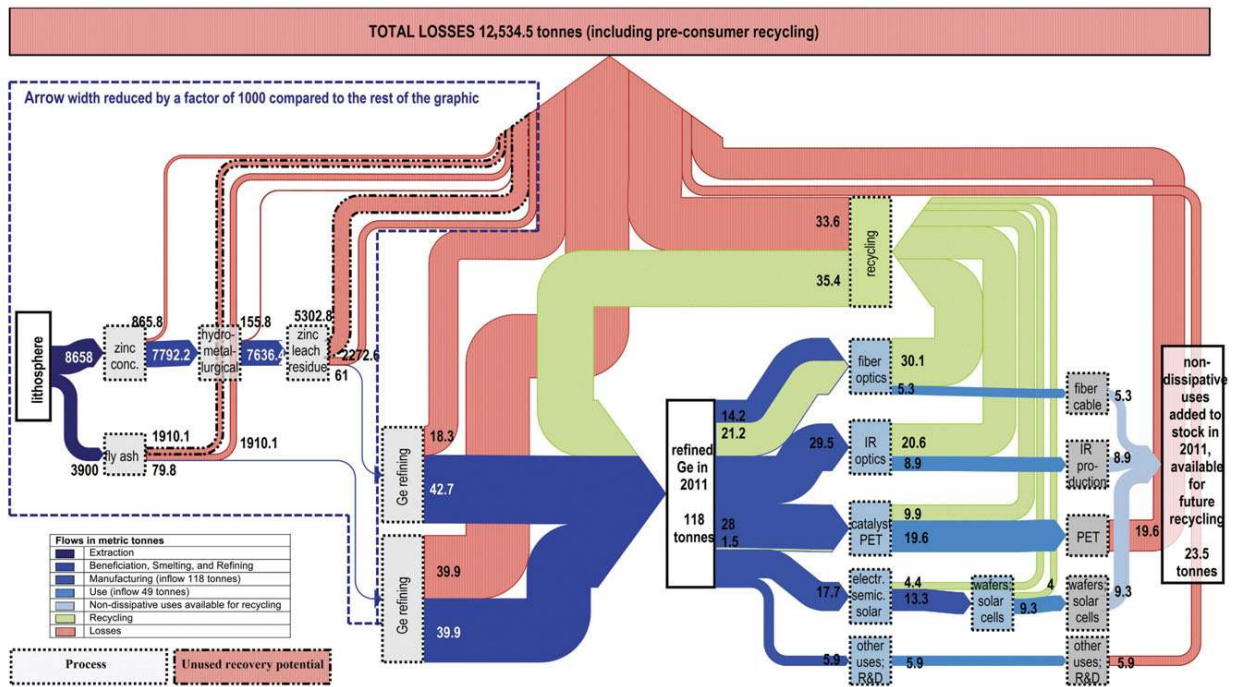 TOTAL LOSSES 12,534.5 tonnes (including pre-consumer recycling)
Arrow width reduced by a factor of 1000 compared to the rest of the graphic
lithosphere
8658
3900
zinc
conc.
865.8
7792.2
hydro-
metal-
lurgical
155.8
7636.4
zinc
leach
residue
5302.8
2272.6
61
fly ash
1910.1
79.8
1910.1
Ge refining
18.3
42.7
Ge refining
39.9
39.9
refined
Ge in
2011
118
tonnes
14.2
21.2
29.5
28
1.5
17.7
5.9
recycling
33.6
35.4
fiber
optics
30.1
5.3
IR
optics
20.6
8.9
catalyst
PET
9.9
19.6
electr.
semic.
solar
4.4
13.3
wafers;
solar
cells
4
9.3
other
uses;
R&D
5.9
fiber
cable
5.3
IR
pro-
duction
8.9
PET
19.6
wafers;
solar
cells
9.3
other
uses;
R&D
5.9
non-
dissipative
uses
added to
stock in
2011,
available
for
future
recycling
23.5
tonnes
Flows in metric tonnes
Extraction
Beneficiation, Smelting, and Refining
Manufacturing (inflow 118 tonnes)
Use (inflow 49 tonnes)
Non-dissipative uses available for recycling
Recycling
Losses
Process
Unused recovery potential